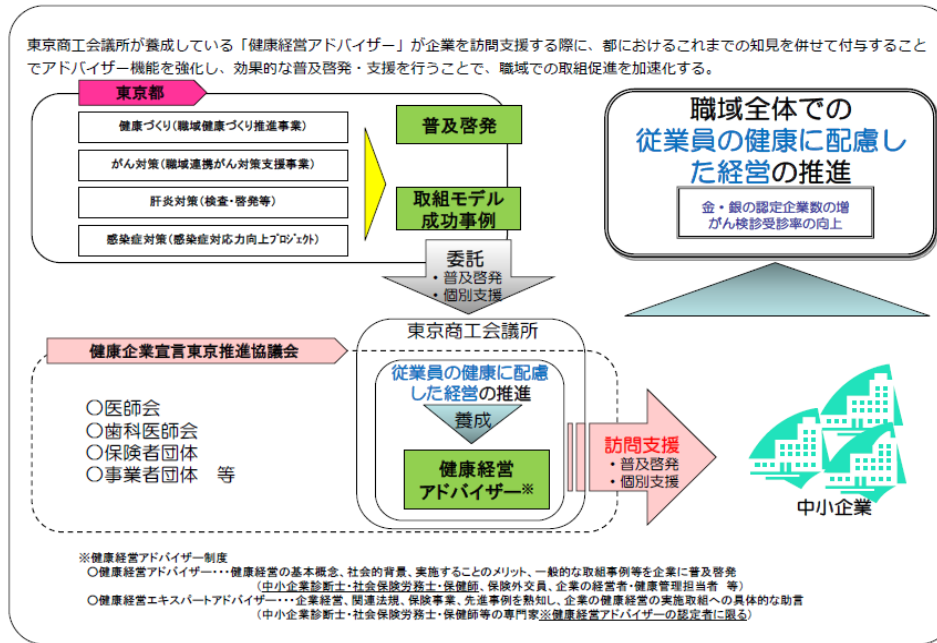 東京商工会議所が養成している「健康経営アドバイザー」が企業を訪問支援する際に、都におけるこれまでの知見を併せて付与すること
でアドバイザー機能を強化し、効果的な普及啓発・支援を行うことで、職域での取組促進を加速化する。
東京都
健康づくり(職域健康づくり推進事業)
がん対策(職域連携がん対策支援事業)
肝炎対策(検査・啓発等)
感染症対策(感染症対応力向上プロジェクト)
普及啓発
取組モデル
成功事例
職域全体での
従業員の健康に配慮し
た経営の推進
金・銀の認定企業数の増
がん検診受診率の向上
委託
・普及啓発
・個別支援
東京商工会議所
健康企業宣言東京推進協議会
〇医師会
〇歯科医師会
〇保険者団体
〇事業者団体 等
従業員の健康に配慮
した経営の推進
養成
健康経営
アドバイザー※
訪問支援
・普及啓発
・個別支援
中小企業
※健康経営アドバイザー制度
〇健康経営アドバイザー・・・健康経営の基本概念、社会的背景、実施することのメリット、一般的な取組事例等を企業に普及啓発
(中小企業診断士・社会保険労務士・保健師、保険外交員、企業の経営者・健康管理担当者 等)
〇健康経営エキスパートアドバイザー・・・企業経営、関連法規、保険事業、先進事例を熟知し、企業の健康経営の実施取組への具体的な助言
(中小企業診断士・社会保険労務士・保健師等の専門家※健康経営アドバイザーの認定者に限る)